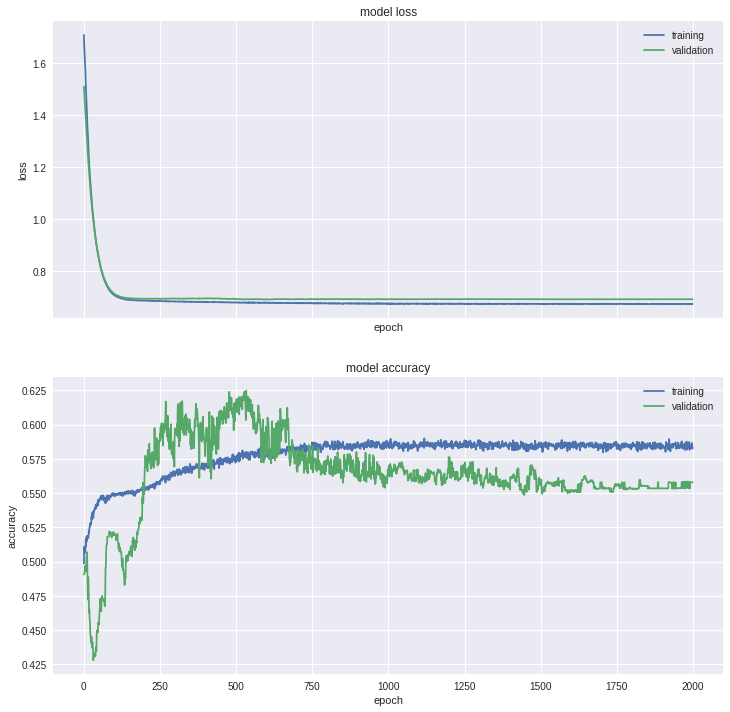 model loss
training
validation
1.6
1.4
1.2
1.0
0.8
loss
epoch
model accuracy
training
validation
0.625
0.600
0.575
0.550
0.525
0.500
0.475
0.450
0.425
accuracy
0 250 500 750 1000 1250 1500 1750 2000
epoch